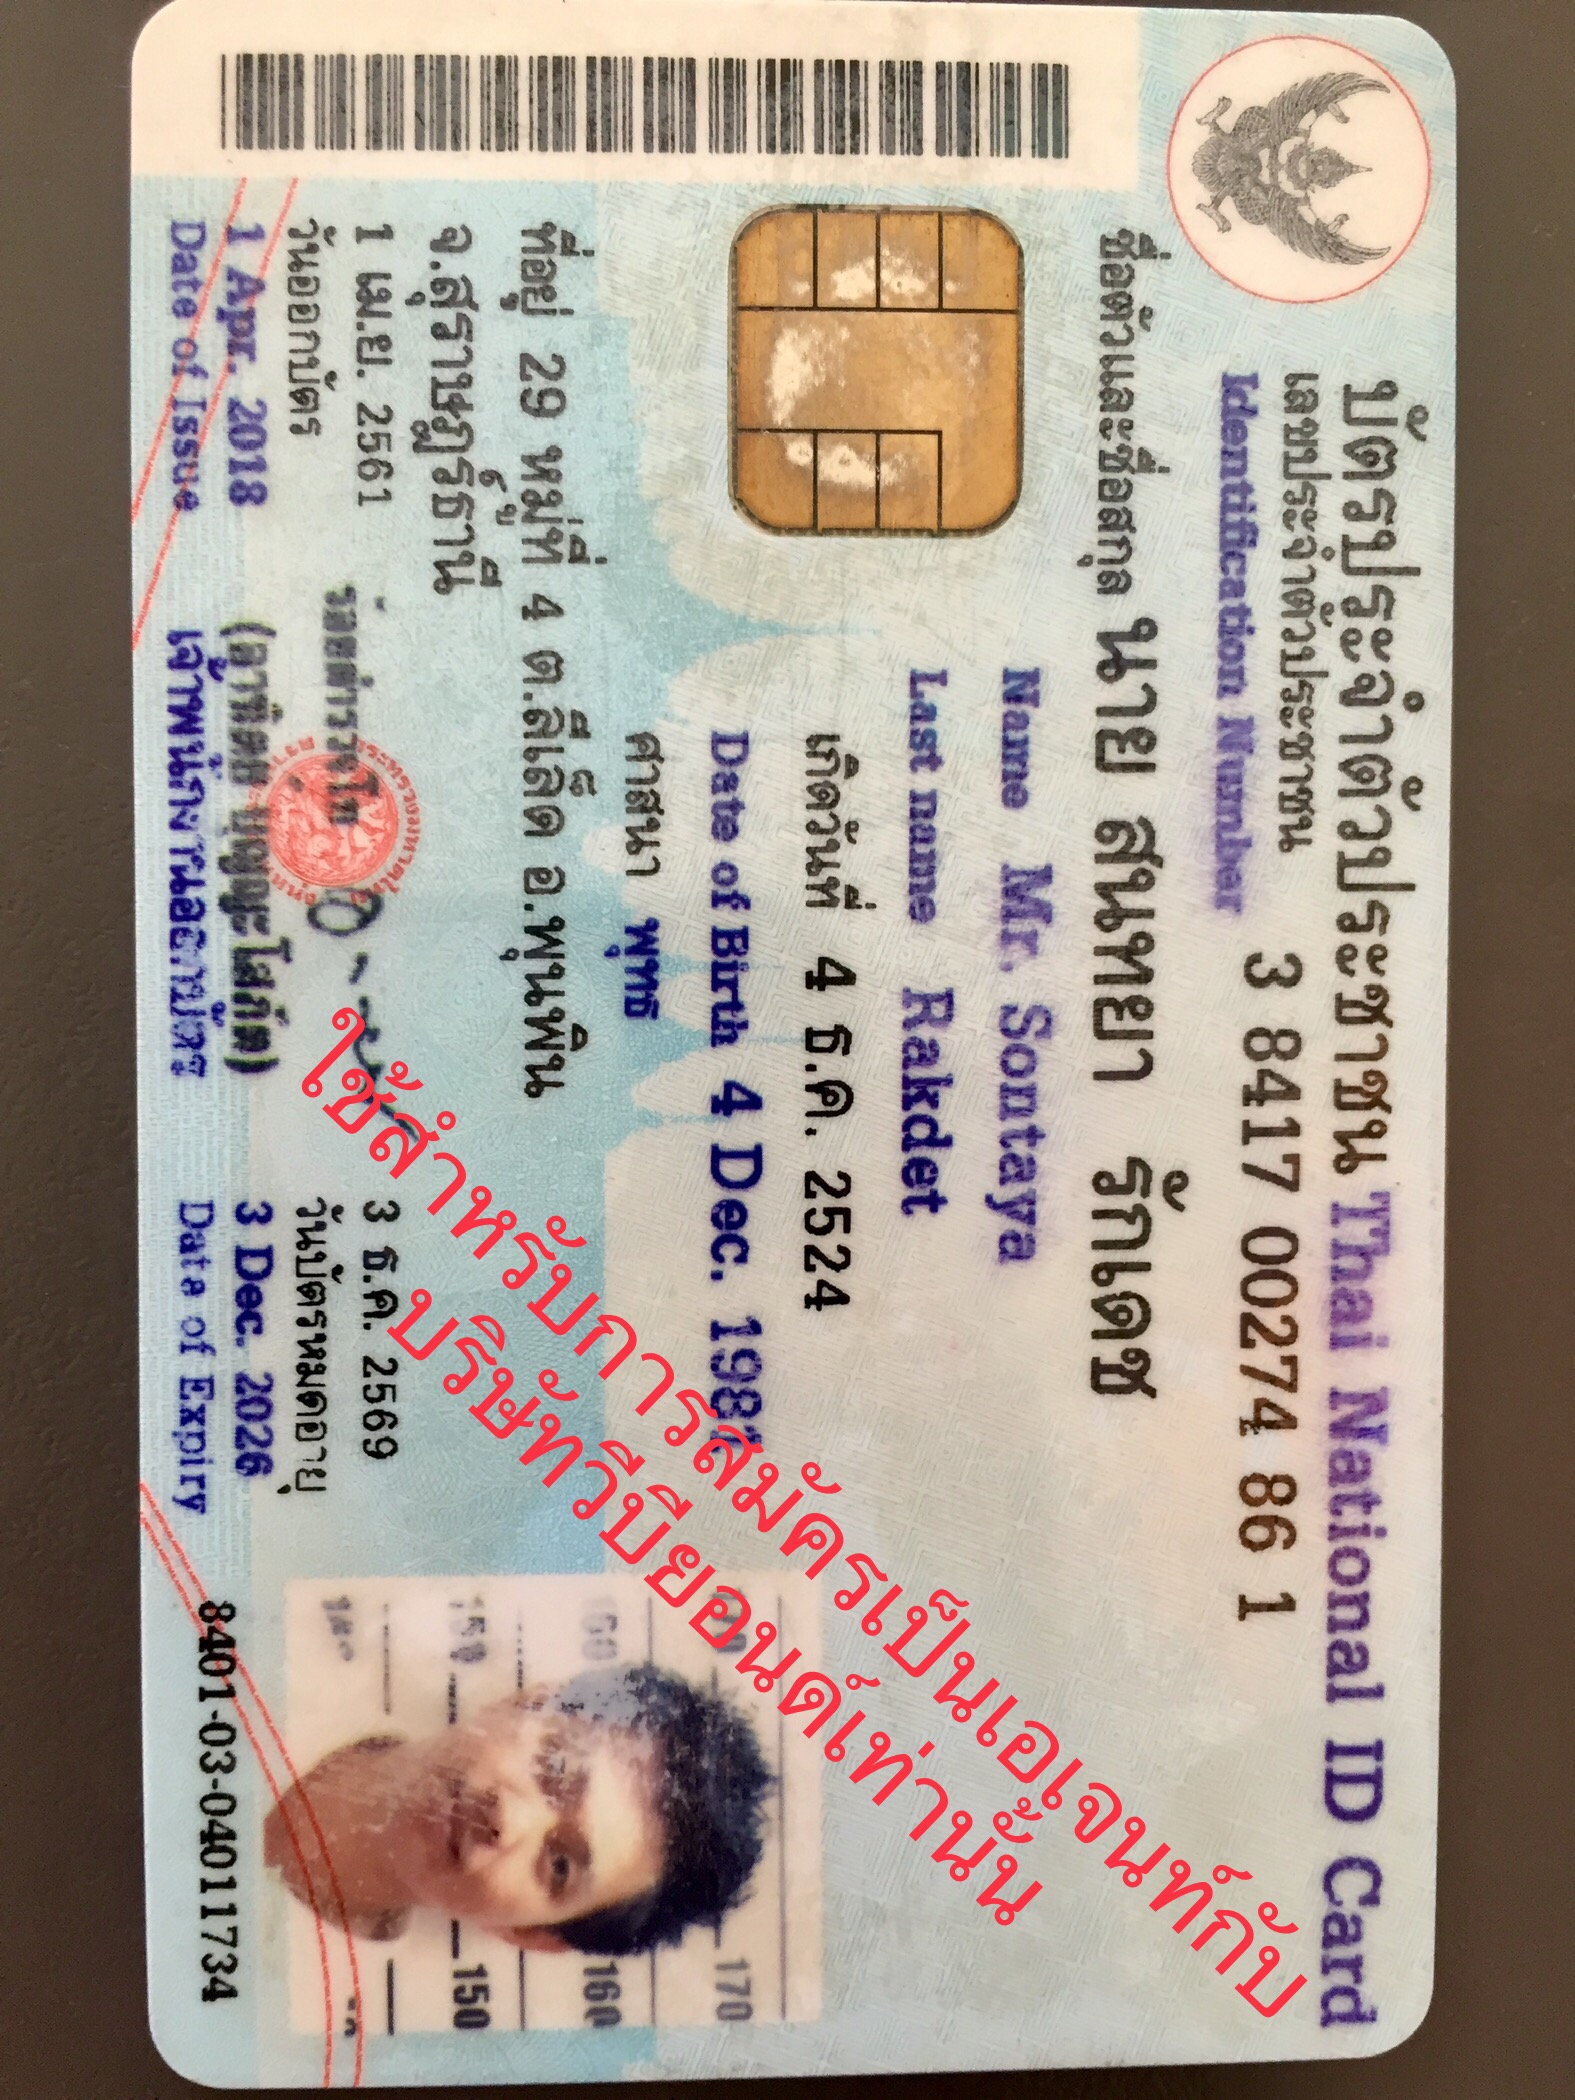 บัตรประจำตัวประชาชน Thai National ID Card
เลขประจำตัวประชาชน 3 8417 00274 86 1
Identification Number
ชื่อตัวและชื่อสกุล นาย สนทยา รักเดช
Name Mr. Sontaya
Last name Rakdet
เกิดวันที่ 4 ธ.ค. 2524
Date of Birth 4 Dec. 1981
ศาสนา พุทธ
ที่อยู่ 29 หมู่ที่ 4 ต.ลีเล็ด อ.พุนพิน
จ.สุราษฎร์ธานี
1 เม.ย. 2561
วันออกบัตร
1 Apr. 2018
Date of Issue
ร้อยตำรวจโท
(อาทิตย์ บุญญะโสภัต)
เจ้าพนักงานออกบัตร
3 ธ.ค. 2569
วันบัตรหมดอายุ
3 Dec. 2026
Date of Expiry
170 170
160 160
150 150
8401-03-04011734
ใช้สำหรับการสมัครเป็นเอเจนท์กับ
บริษัทวีบียอนด์เท่านั้น